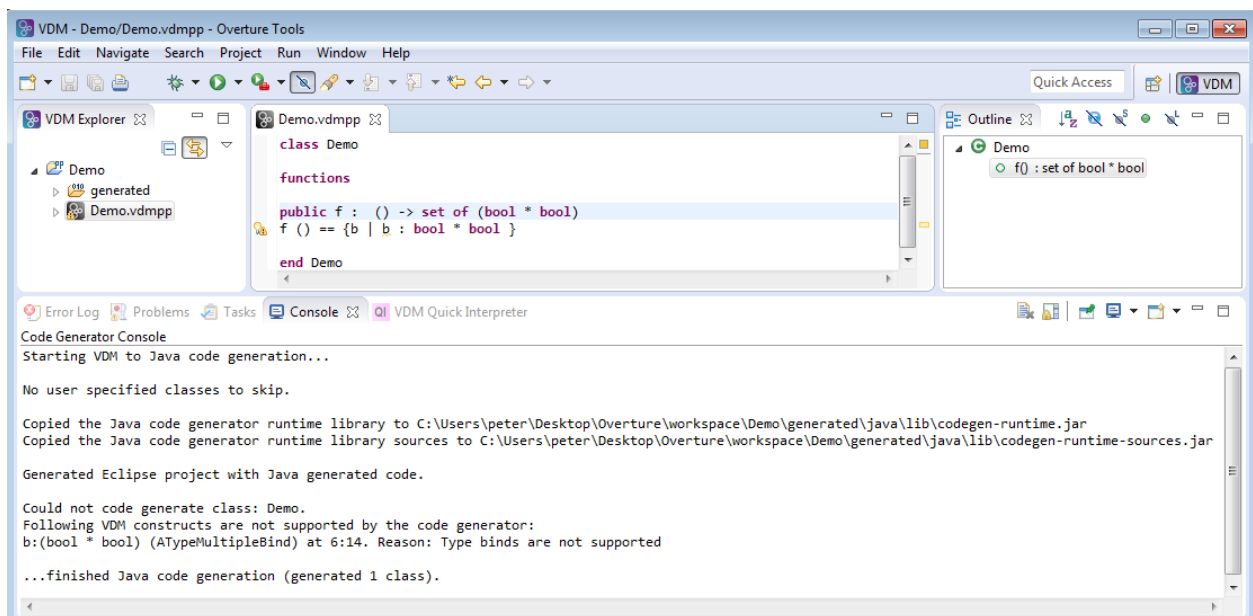 VDM - Demo/Demo.vdmpp - Overture Tools
File Edit Navigate Search Project Run Window Help
Quick Access VDM
VDM Explorer
Demo
generated
Demo.vdmpp
Demo.vdmpp
class Demo
functions
public f : () -> set of (bool * bool)
f () == {b | b : bool * bool }
end Demo
Outline
Demo
f() : set of bool * bool
Error Log Problems Tasks Console VDM Quick Interpreter
Code Generator Console
Starting VDM to Java code generation...
No user specified classes to skip.
Copied the Java code generator runtime library to C:\Users\peter\Desktop\Overture\workspace\Demo\generated\java\lib\codegen-runtime.jar
Copied the Java code generator runtime library sources to C:\Users\peter\Desktop\Overture\workspace\Demo\generated\java\lib\codegen-runtime-sources.jar
Generated Eclipse project with Java generated code.
Could not code generate class: Demo.
Following VDM constructs are not supported by the code generator:
b:(bool * bool) (ATypeMultipleBind) at 6:14. Reason: Type binds are not supported
...finished Java code generation (generated 1 class).